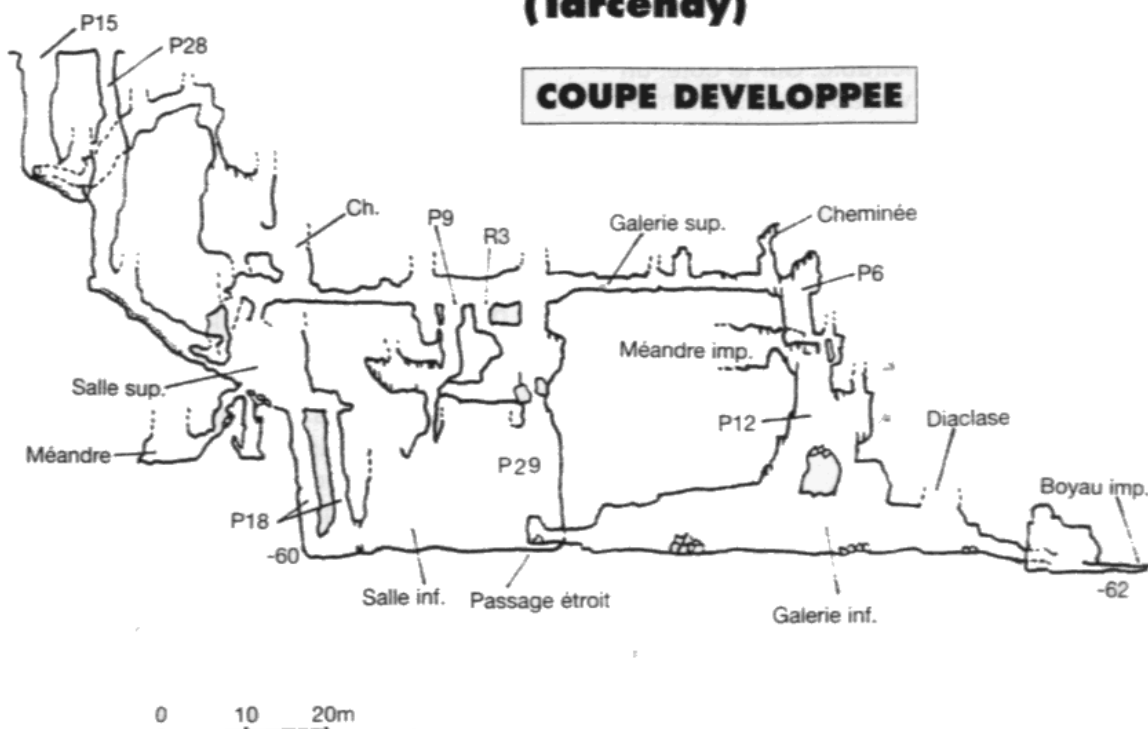 (Tarcenay)
COUPE DEVELOPPEE
P15
P28
Ch.
P9
R3
Galerie sup.
Cheminée
P6
Méandre imp.
Salle sup.
P12
Diaclase
Méandre
P29
Boyau imp.
P18
-60
-62
Salle inf.
Passage étroit
Galerie inf.
0 10 20m